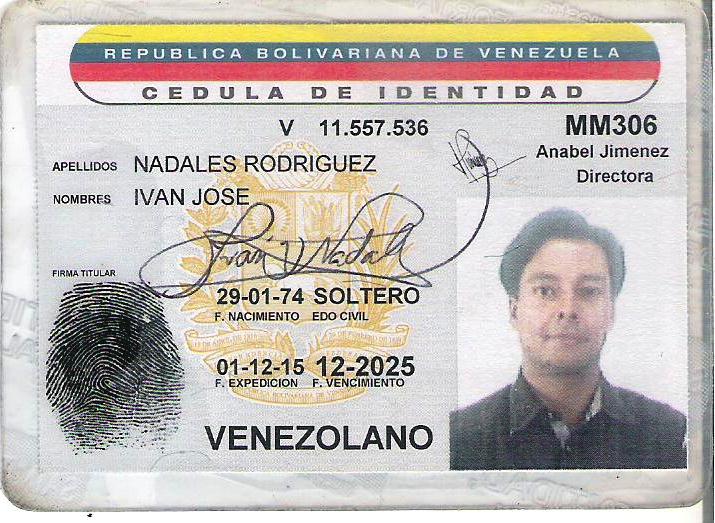 REPUBLICA BOLIVARIANA DE VENEZUELA
CEDULA DE IDENTIDAD
V 11.557.536
MM306
Anabel Jimenez
Directora
APELLIDOS NADALES RODRIGUEZ
NOMBRES IVAN JOSE
Ivan J Nadales
FIRMA TITULAR
29-01-74 SOLTERO
F. NACIMIENTO EDO CIVIL
01-12-15 12-2025
F. EXPEDICION F. VENCIMIENTO
VENEZOLANO